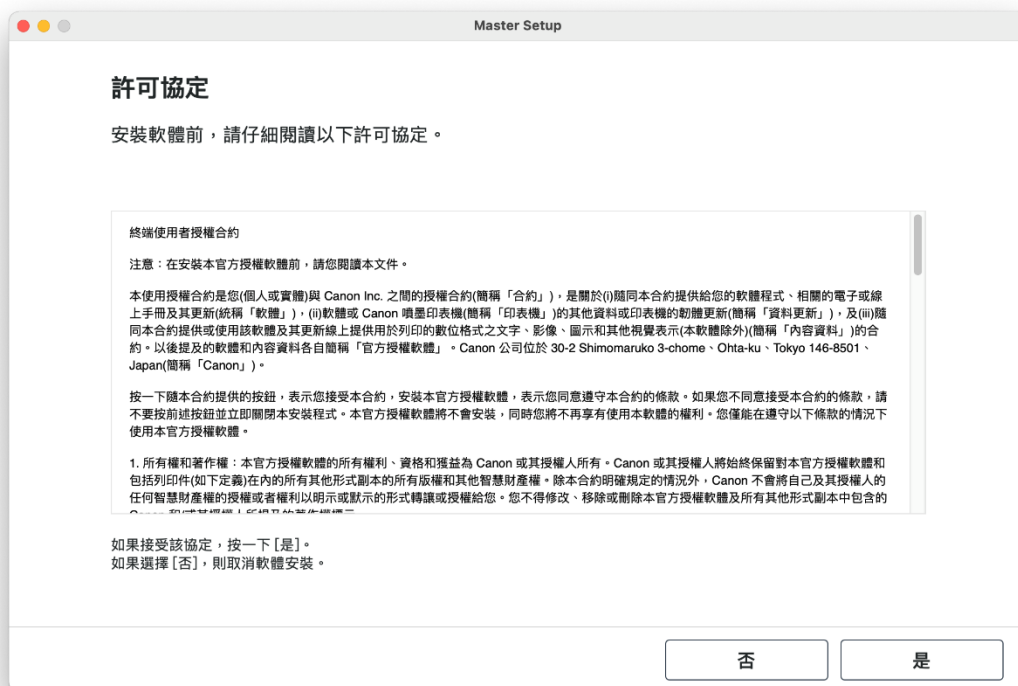 Master Setup
許可協定
安裝軟體前，請仔細閱讀以下許可協定。
終端使用者授權合約
注意：在安裝本官方授權軟體前，請您閱讀本文件。
本使用授權合約是您(個人或實體)與 Canon Inc. 之間的授權合約(簡稱「合約」)，是關於(i)隨同本合約提供給您的軟體程式、相關的電子或線
上手冊及其更新(統稱「軟體」)，(ii)軟體或 Canon 噴墨印表機(簡稱「印表機」)的其他資料或印表機的韌體更新(簡稱「資料更新」)，及(iii)隨
同本合約提供或使用該軟體及其更新線上提供用於列印的數位格式之文字、影像、圖示和其他視覺表示(本軟體除外)(簡稱「內容資料」)的合
約。以後提及的軟體和內容資料各自簡稱「官方授權軟體」。Canon 公司位於 30-2 Shimomaruko 3-chome、Ohta-ku、Tokyo 146-8501、
Japan(簡稱「Canon」)。
按一下隨本合約提供的按鈕，表示您接受本合約，安裝本官方授權軟體，表示您同意遵守本合約的條款。如果您不同意接受本合約的條款，請
不要按前述按鈕並立即關閉本安裝程式。本官方授權軟體將不會安裝，同時您將不再享有使用本軟體的權利。您僅能在遵守以下條款的情況下
使用本官方授權軟體。
1. 所有權和著作權：本官方授權軟體的所有權利、資格和獲益為 Canon 或其授權人所有。Canon 或其授權人將始終保留對本官方授權軟體和
包括列印件(如下定義)在內的所有其他形式副本的所有版權和其他智慧財產權。除本合約明確規定的情況外，Canon 不會將自己及其授權人的
任何智慧財產權的授權或者權利以明示或默示的形式轉讓或授權給您。您不得修改、移除或刪除本官方授權軟體及所有其他形式副本中包含的
如果接受該協定，按一下[是]。
如果選擇[否]，則取消軟體安裝。
否
是